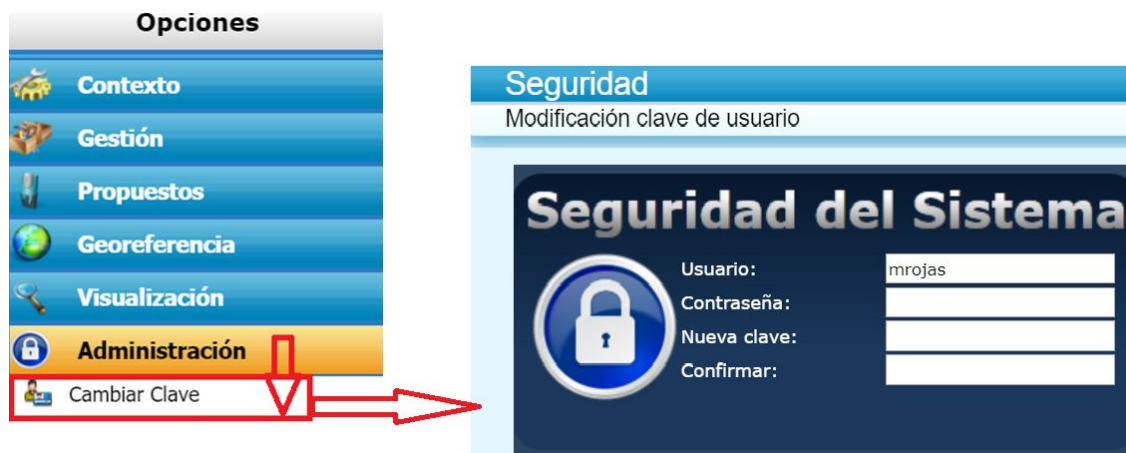 Opciones
Contexto
Gestión
Propuestos
Georeferencia
Visualización
Administración
Cambiar Clave
Seguridad
Modificación clave de usuario
Seguridad del Sistema
Usuario: mrojas
Contraseña:
Nueva clave:
Confirmar: